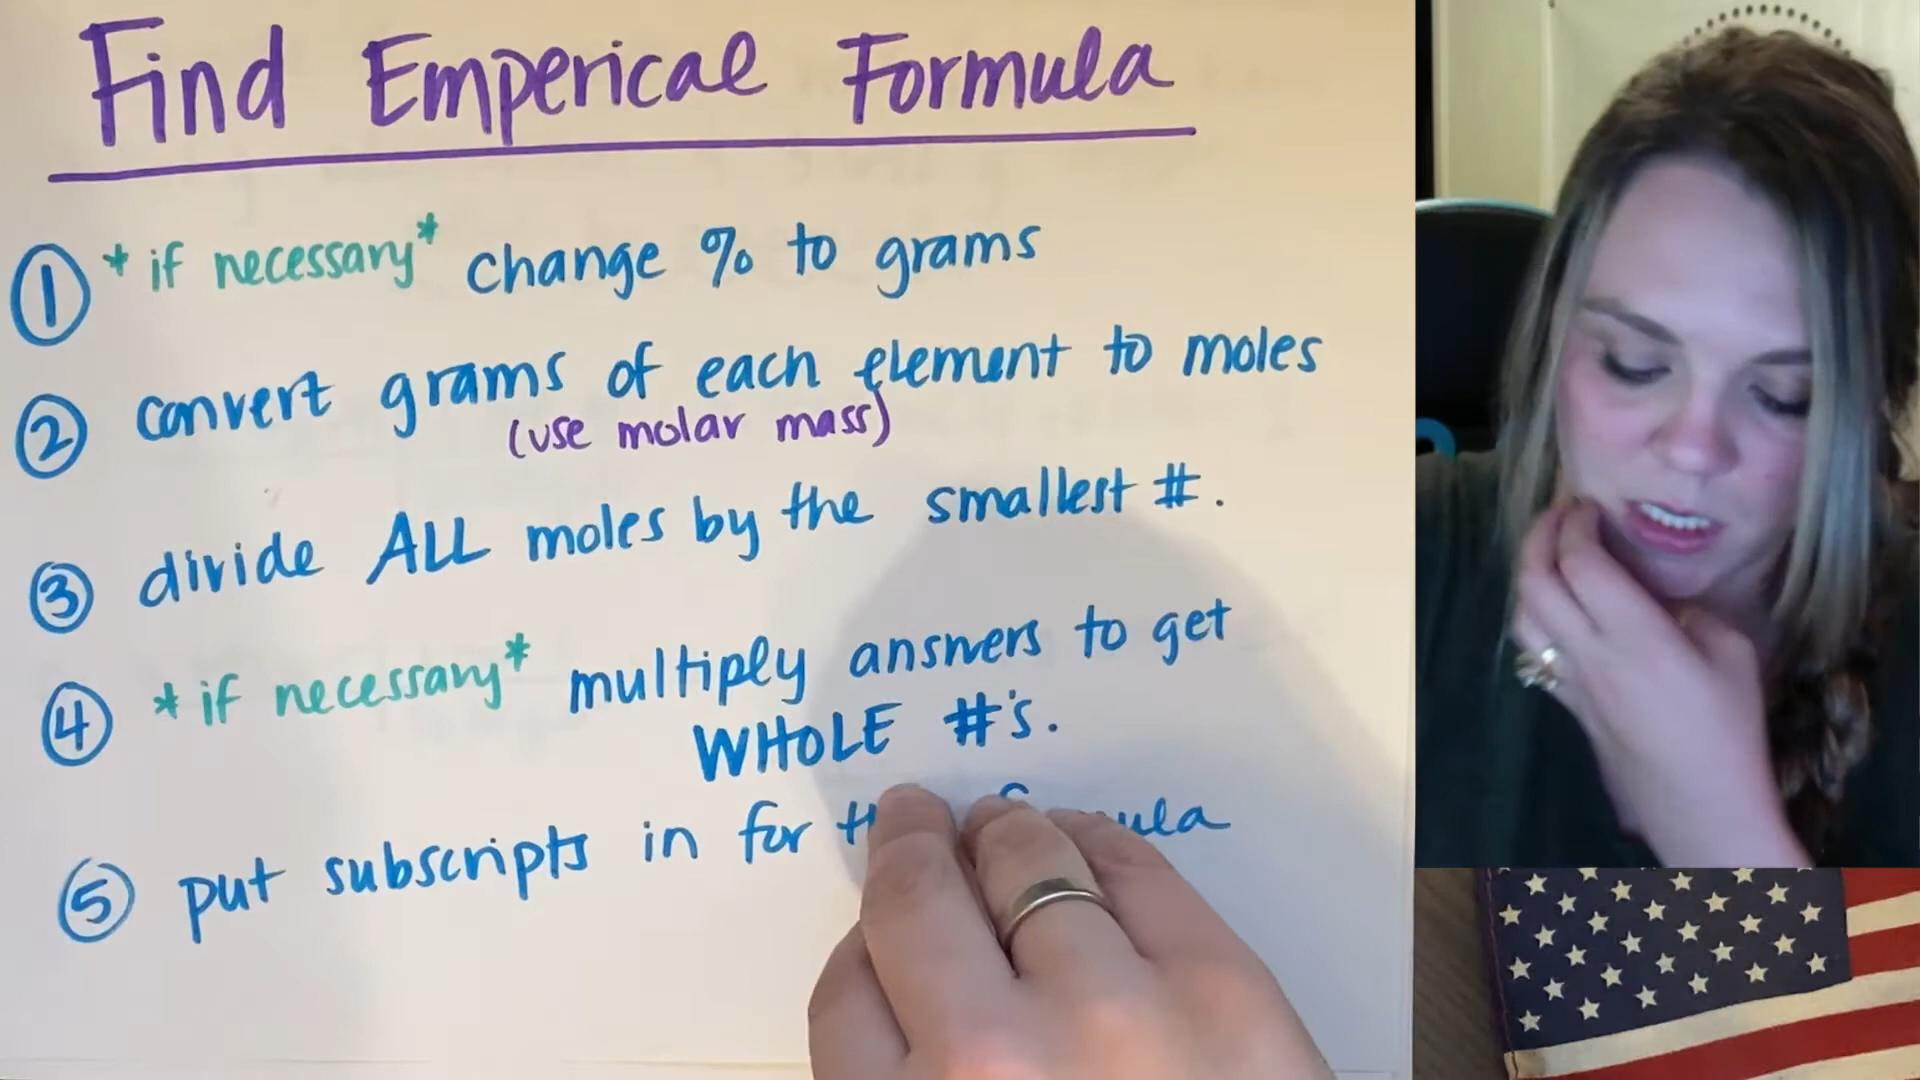 Find Emperical Formula
① *if necessary* change % to grams
② convert grams of each element to moles
(use molar mass)
③ divide ALL moles by the smallest #.
④ *if necessary* multiply answers to get
WHOLE #'s.
⑤ put subscripts in for